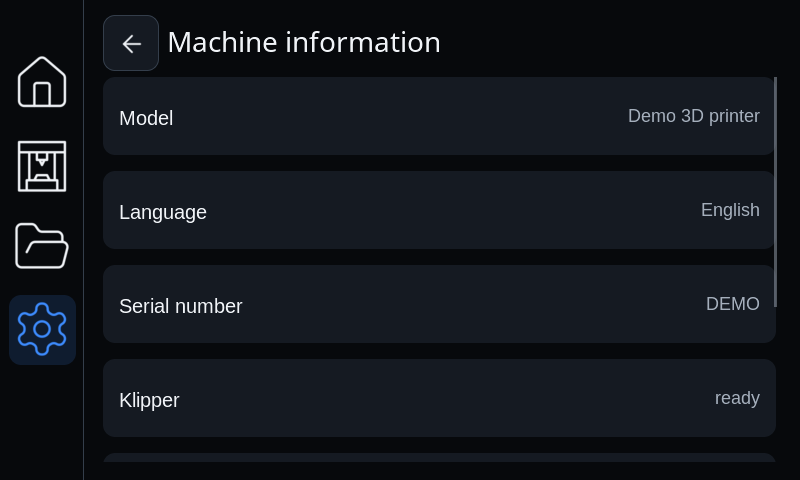 Machine information
Model
Demo 3D printer
Language
English
Serial number
DEMO
Klipper
ready